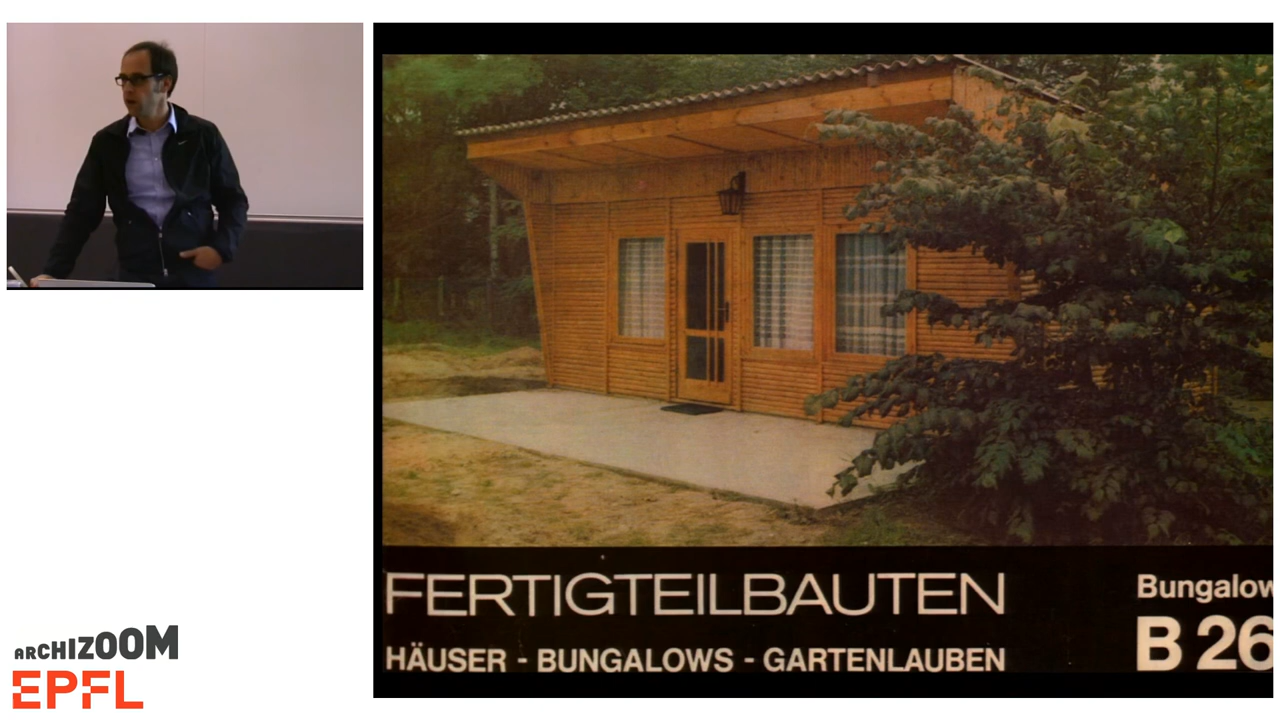 FERTIGTEILBAUTEN
HÄUSER - BUNGALOWS - GARTENLAUBEN
Bungalow
B 26
ARCHIZOOM
EPFL